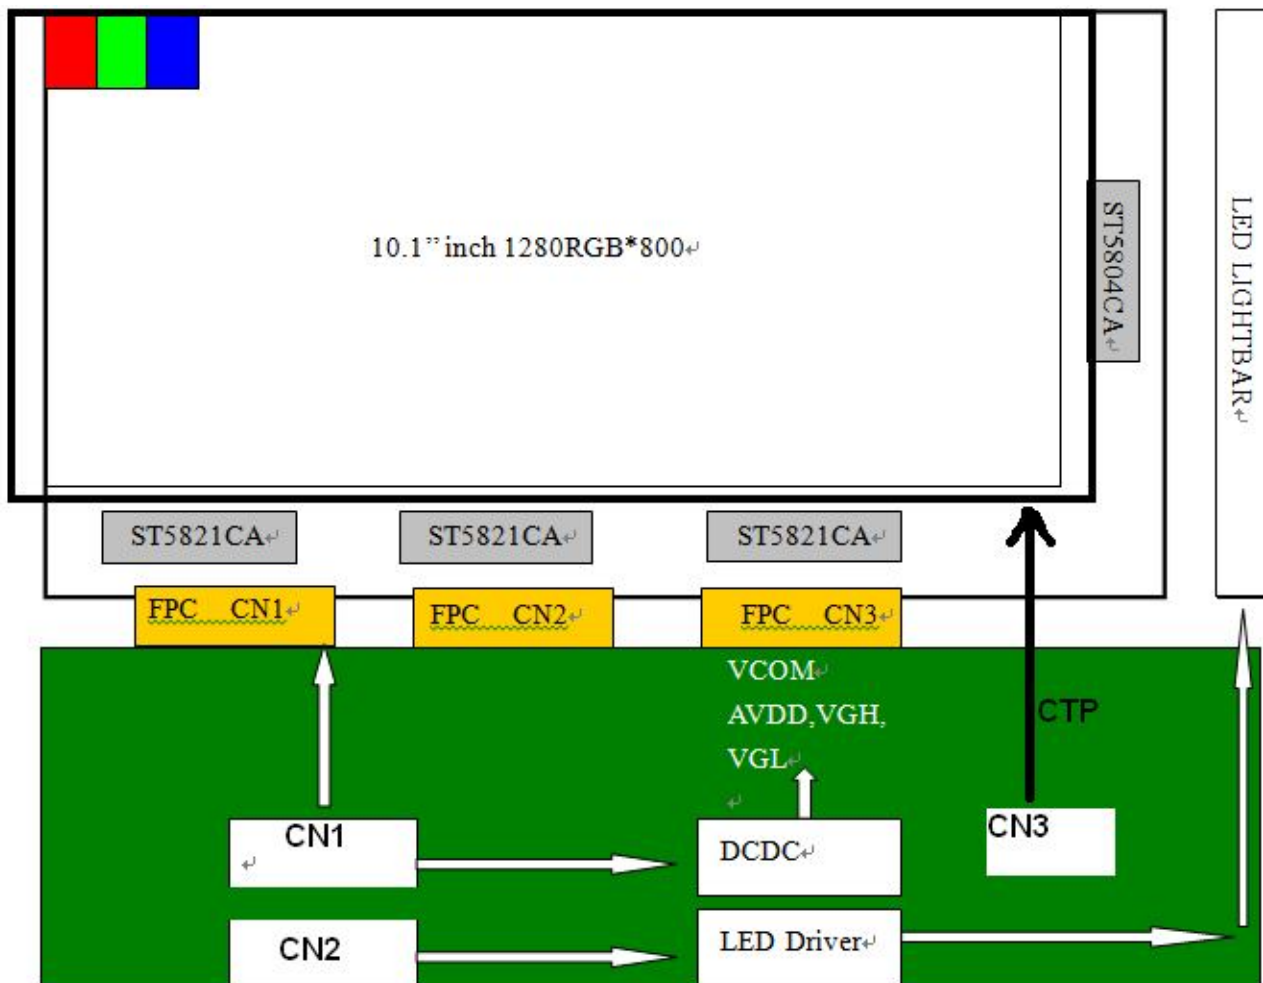 10.1” inch 1280RGB*800↵
ST5804CA↵
LED LIGHTBAR↵
ST5821CA↵
ST5821CA↵
ST5821CA↵
FPC CN1↵
FPC CN2↵
FPC CN3↵
VCOM↵
AVDD,VGH,
VGL↵
↵
CTP
CN1
↵
DCDC↵
CN3
CN2
LED Driver↵